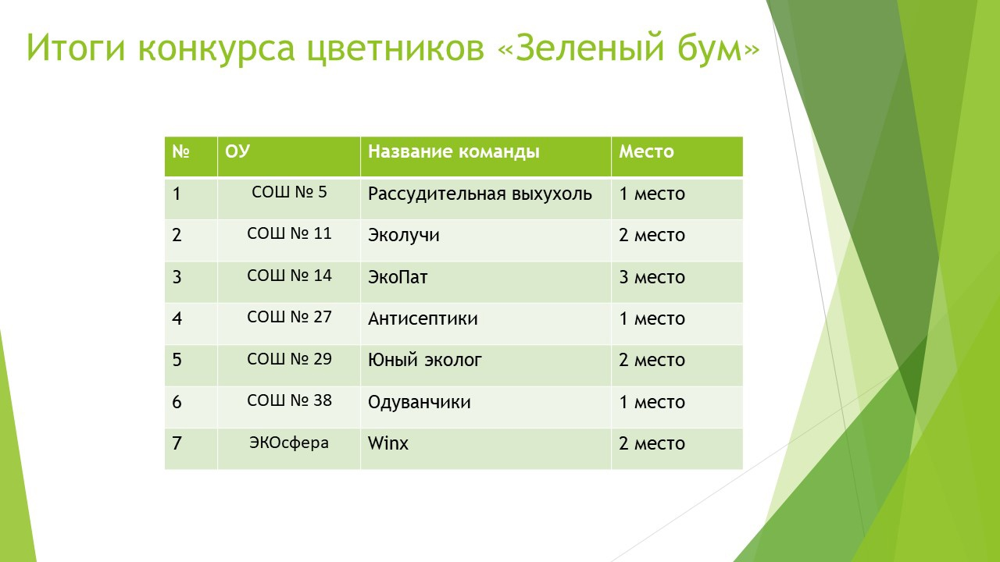 Итоги конкурса цветников «Зеленый бум»
№ ОУ Название команды Место
1 СОШ № 5 Рассудительная выхухоль 1 место
2 СОШ № 11 Эколучи 2 место
3 СОШ № 14 ЭкоПат 3 место
4 СОШ № 27 Антисептики 1 место
5 СОШ № 29 Юный эколог 2 место
6 СОШ № 38 Одуванчики 1 место
7 ЭКОсфера Winx 2 место